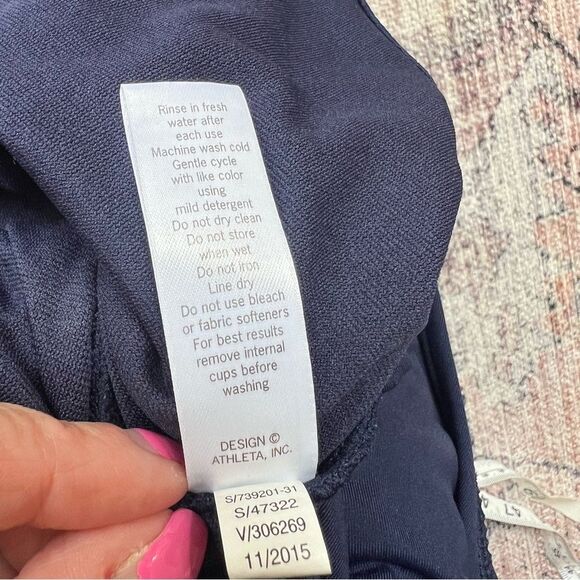 Rinse in fresh
water after
each use
Machine wash cold
Gentle cycle
with like color
using
mild detergent
Do not dry clean
Do not store
when wet
Do not iron
Line dry
Do not use bleach
or fabric softeners
For best results
remove internal
cups before
washing
DESIGN ©
ATHLETA, INC.
S/739201-31
S/47322
V/306269
11/2015